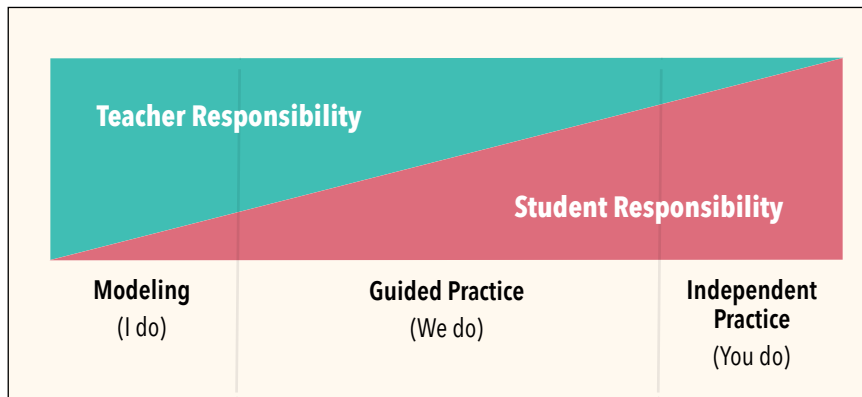 Teacher Responsibility
Student Responsibility
Modeling
(I do)
Guided Practice
(We do)
Independent
Practice
(You do)